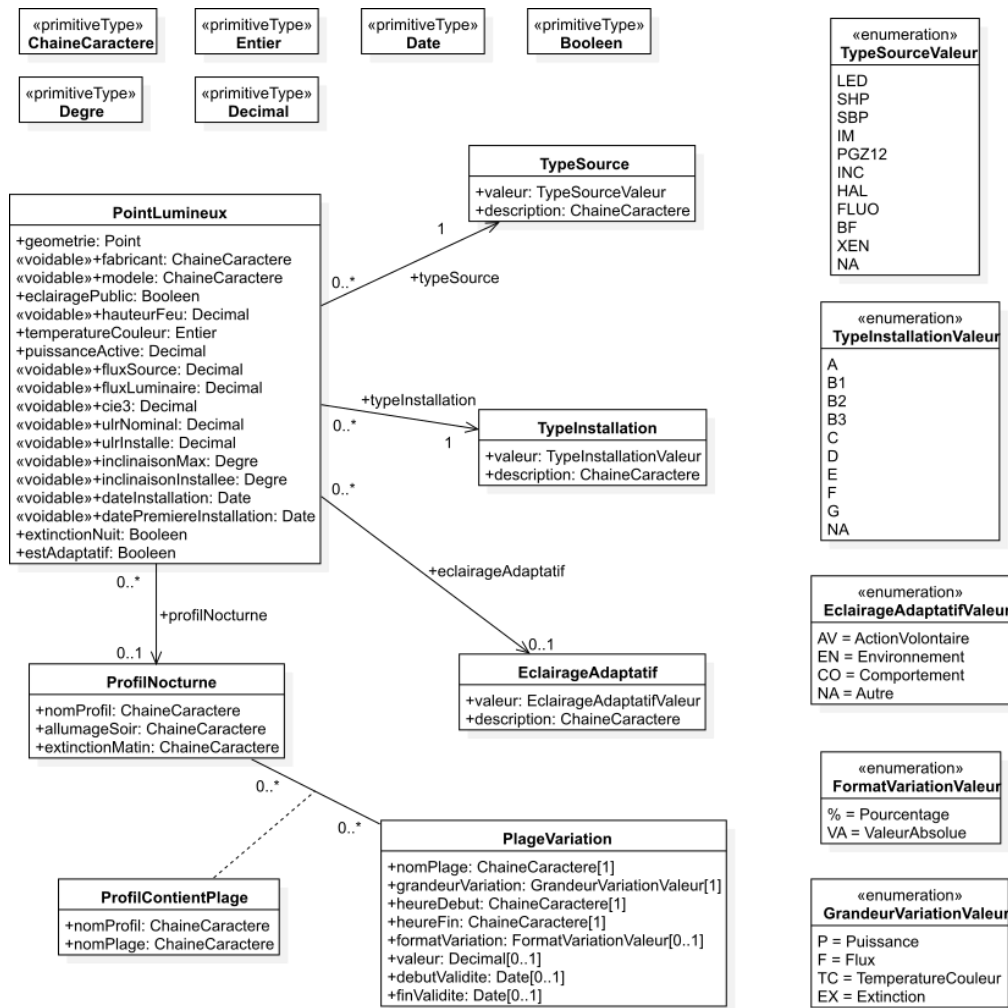 «primitiveType»
ChaineCaractere
«primitiveType»
Entier
«primitiveType»
Date
«primitiveType»
Booleen
«primitiveType»
Degre
«primitiveType»
Decimal
«enumeration»
TypeSourceValeur
LED
SHP
SBP
IM
PGZ12
INC
HAL
FLUO
BF
XEN
NA
TypeSource
+valeur: TypeSourceValeur
+description: ChaineCaractere
PointLumineux
+geometrie: Point
«voidable»+fabricant: ChaineCaractere
«voidable»+modele: ChaineCaractere
+eclairagePublic: Booleen
«voidable»+hauteurFeu: Decimal
+temperatureCouleur: Entier
+puissanceActive: Decimal
«voidable»+fluxSource: Decimal
«voidable»+fluxLuminaire: Decimal
«voidable»+cie3: Decimal
«voidable»+ulrNominal: Decimal
«voidable»+ulrInstalle: Decimal
«voidable»+inclinaisonMax: Degre
«voidable»+inclinaisonInstallee: Degre
«voidable»+dateInstallation: Date
«voidable»+datePremiereInstallation: Date
+extinctionNuit: Booleen
+estAdaptatif: Booleen
1
0..*
+typeSource
«enumeration»
TypeInstallationValeur
A
B1
B2
B3
C
D
E
F
G
NA
+typeInstallation
0..*
1
TypeInstallation
+valeur: TypeInstallationValeur
+description: ChaineCaractere
0..*
+eclairageAdaptatif
0..1
0..*
+profilNocturne
0..1
«enumeration»
EclairageAdaptatifValeur
AV = ActionVolontaire
EN = Environnement
CO = Comportement
NA = Autre
EclairageAdaptatif
+valeur: EclairageAdaptatifValeur
+description: ChaineCaractere
ProfilNocturne
+nomProfil: ChaineCaractere
+allumageSoir: ChaineCaractere
+extinctionMatin: ChaineCaractere
0..*
0..*
«enumeration»
FormatVariationValeur
% = Pourcentage
VA = ValeurAbsolue
PlageVariation
+nomPlage: ChaineCaractere[1]
+grandeurVariation: GrandeurVariationValeur[1]
+heureDebut: ChaineCaractere[1]
+heureFin: ChaineCaractere[1]
+formatVariation: FormatVariationValeur[0..1]
+valeur: Decimal[0..1]
+debutValidite: Date[0..1]
+finValidite: Date[0..1]
ProfilContientPlage
+nomProfil: ChaineCaractere
+nomPlage: ChaineCaractere
«enumeration»
GrandeurVariationValeur
P = Puissance
F = Flux
TC = TemperatureCouleur
EX = Extinction